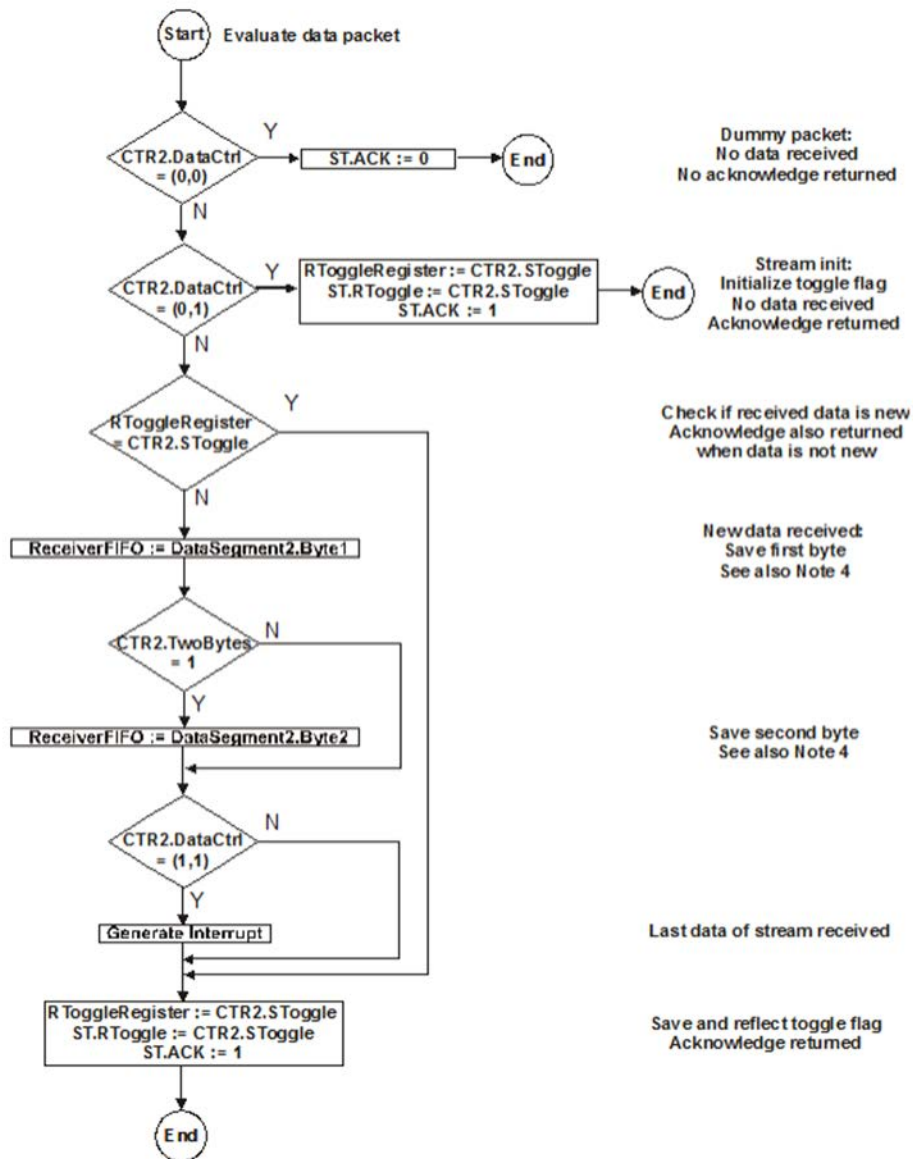 Start Evaluate data packet
Y
CTR2.DataCtrl
= (0,0)
ST.ACK := 0
End
Dummy packet:
No data received
No acknowledge returned
N
CTR2.DataCtrl
= (0,1)
Y
RToggleRegister := CTR2.SToggle
ST.RToggle := CTR2.SToggle
ST.ACK := 1
End
Stream init:
Initialize toggle flag
No data received
Acknowledge returned
N
RToggleRegister
= CTR2.SToggle
Y
Check if received data is new
Acknowledge also returned
when data is not new
N
ReceiverFIFO := DataSegment2.Byte1
New data received:
Save first byte
See also Note 4
CTR2.TwoBytes
= 1
N
Y
ReceiverFIFO := DataSegment2.Byte2
Save second byte
See also Note 4
CTR2.DataCtrl
= (1,1)
N
Y
Generate Interrupt
Last data of stream received
RToggleRegister := CTR2.SToggle
ST.RToggle := CTR2.SToggle
ST.ACK := 1
Save and reflect toggle flag
Acknowledge returned
End